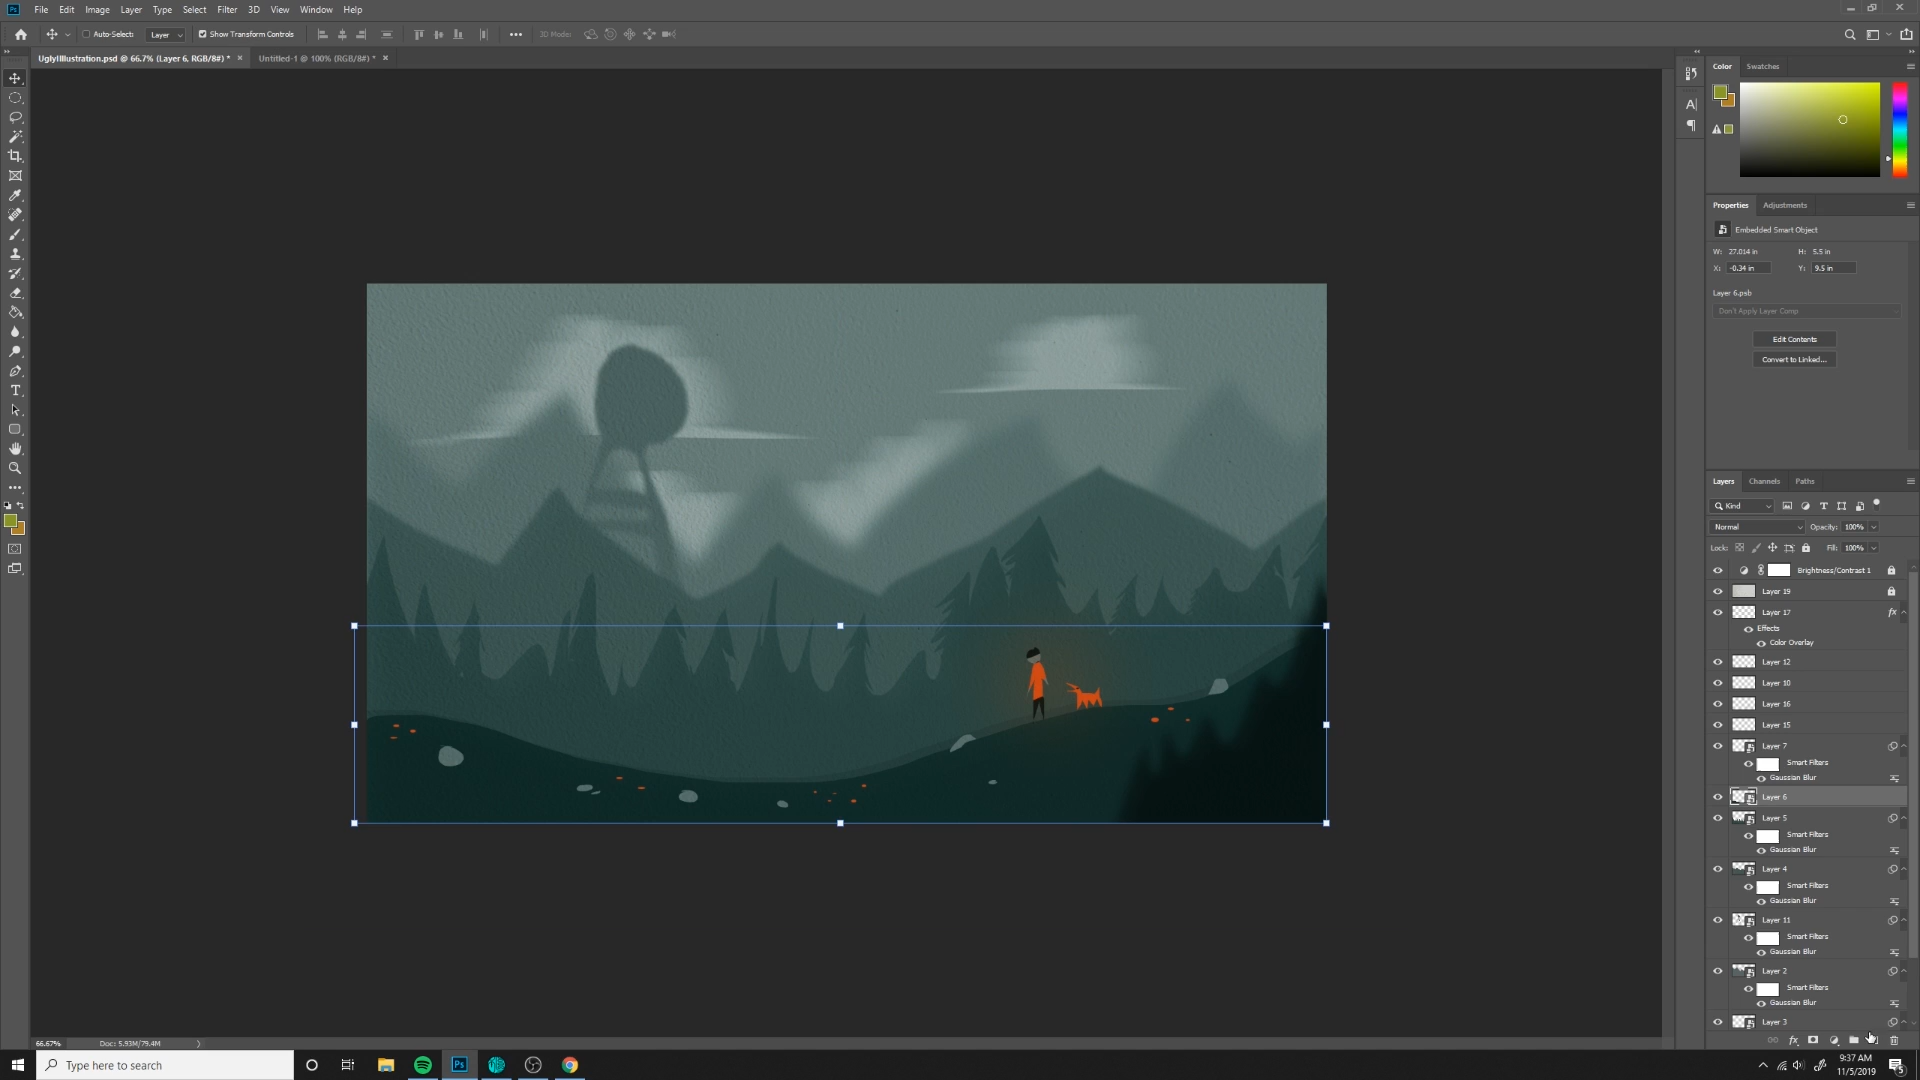 Ps File Edit Image Layer Type Select Filter 3D View Window Help
Auto-Select: Layer Show Transform Controls 3D Mode:
UglyIllustration.psd @ 66.7% (Layer 6, RGB/8#) * Untitled-1 @ 100% (RGB/8#) *
Color Swatches
Properties Adjustments
Embedded Smart Object
W: 27.014 in H: 5.5 in
X: -0.34 in Y: 9.5 in
Layer 6.psb
Don't Apply Layer Comp
Edit Contents
Convert to Linked...
Layers Channels Paths
Kind
Normal Opacity: 100%
Lock: Fill: 100%
Brightness/Contrast 1
Layer 19
Layer 17 fx
Effects
Color Overlay
Layer 12
Layer 10
Layer 16
Layer 15
Layer 7
Smart Filters
Gaussian Blur
Layer 6
Layer 5
Smart Filters
Gaussian Blur
Layer 4
Smart Filters
Gaussian Blur
Layer 11
Smart Filters
Gaussian Blur
Layer 2
Smart Filters
Gaussian Blur
Layer 3
66.67% Doc: 5.93M/79.4M
Type here to search
Ps
9:37 AM
11/5/2019
5